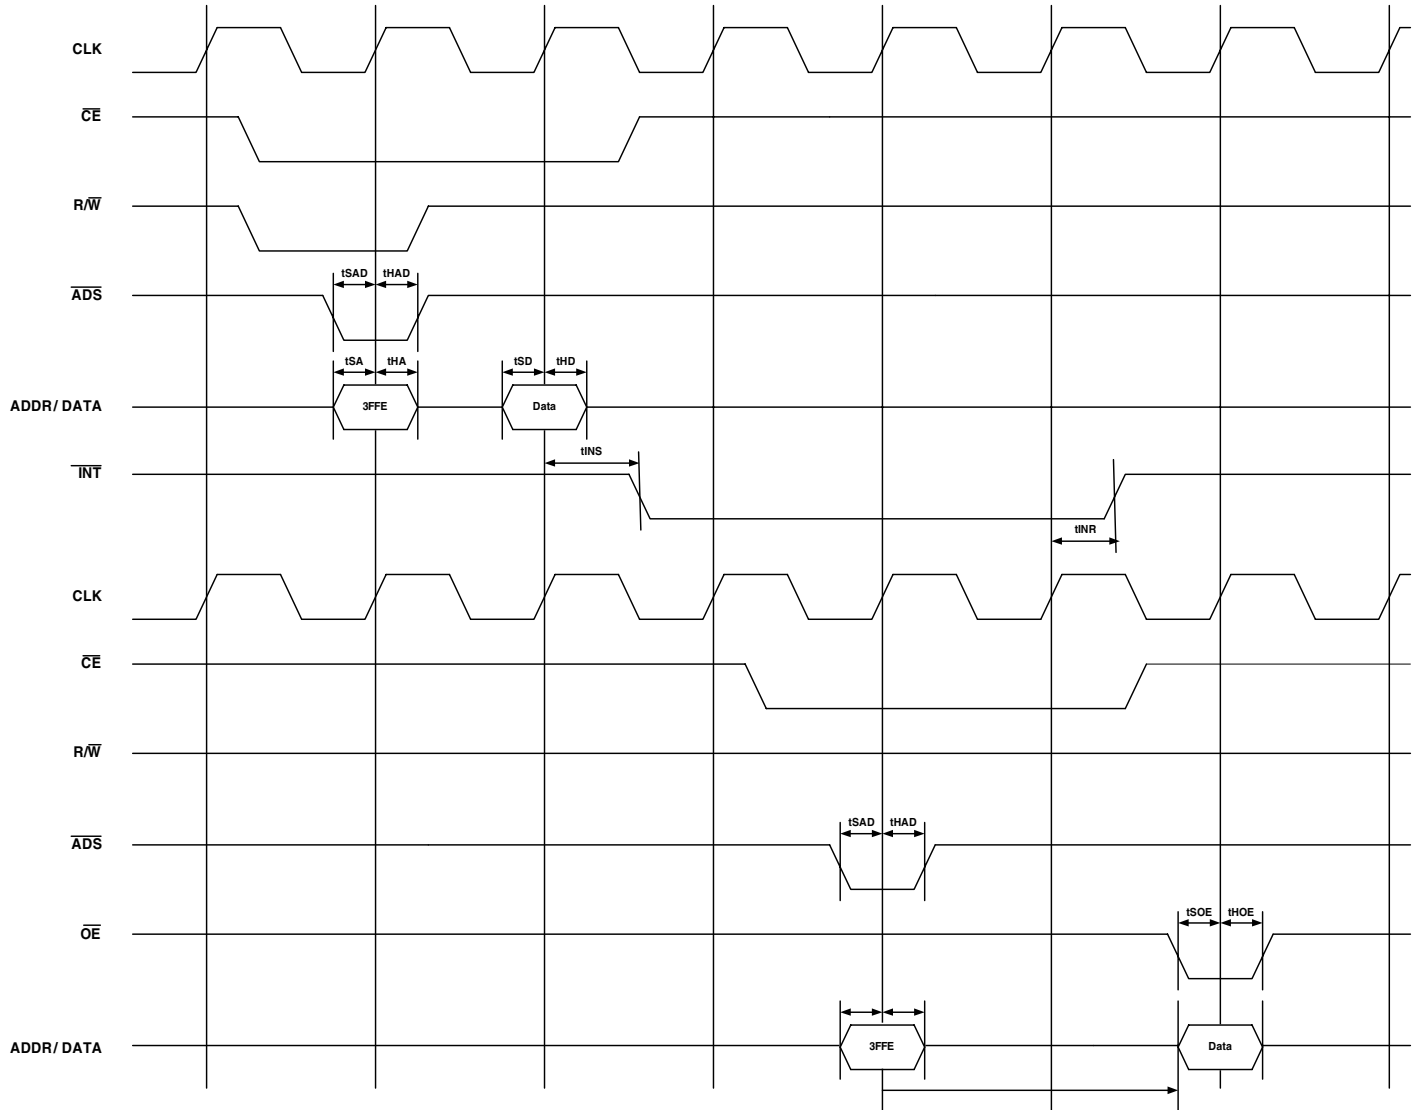 CLK
CE
R/W
tSAD tHAD
ADS
tSA tHA tSD tHD
ADDR/ DATA 3FFE Data
tINS
INT
tINR
CLK
CE
R/W
tSAD tHAD
ADS
tSOE tHOE
OE
ADDR/ DATA 3FFE Data